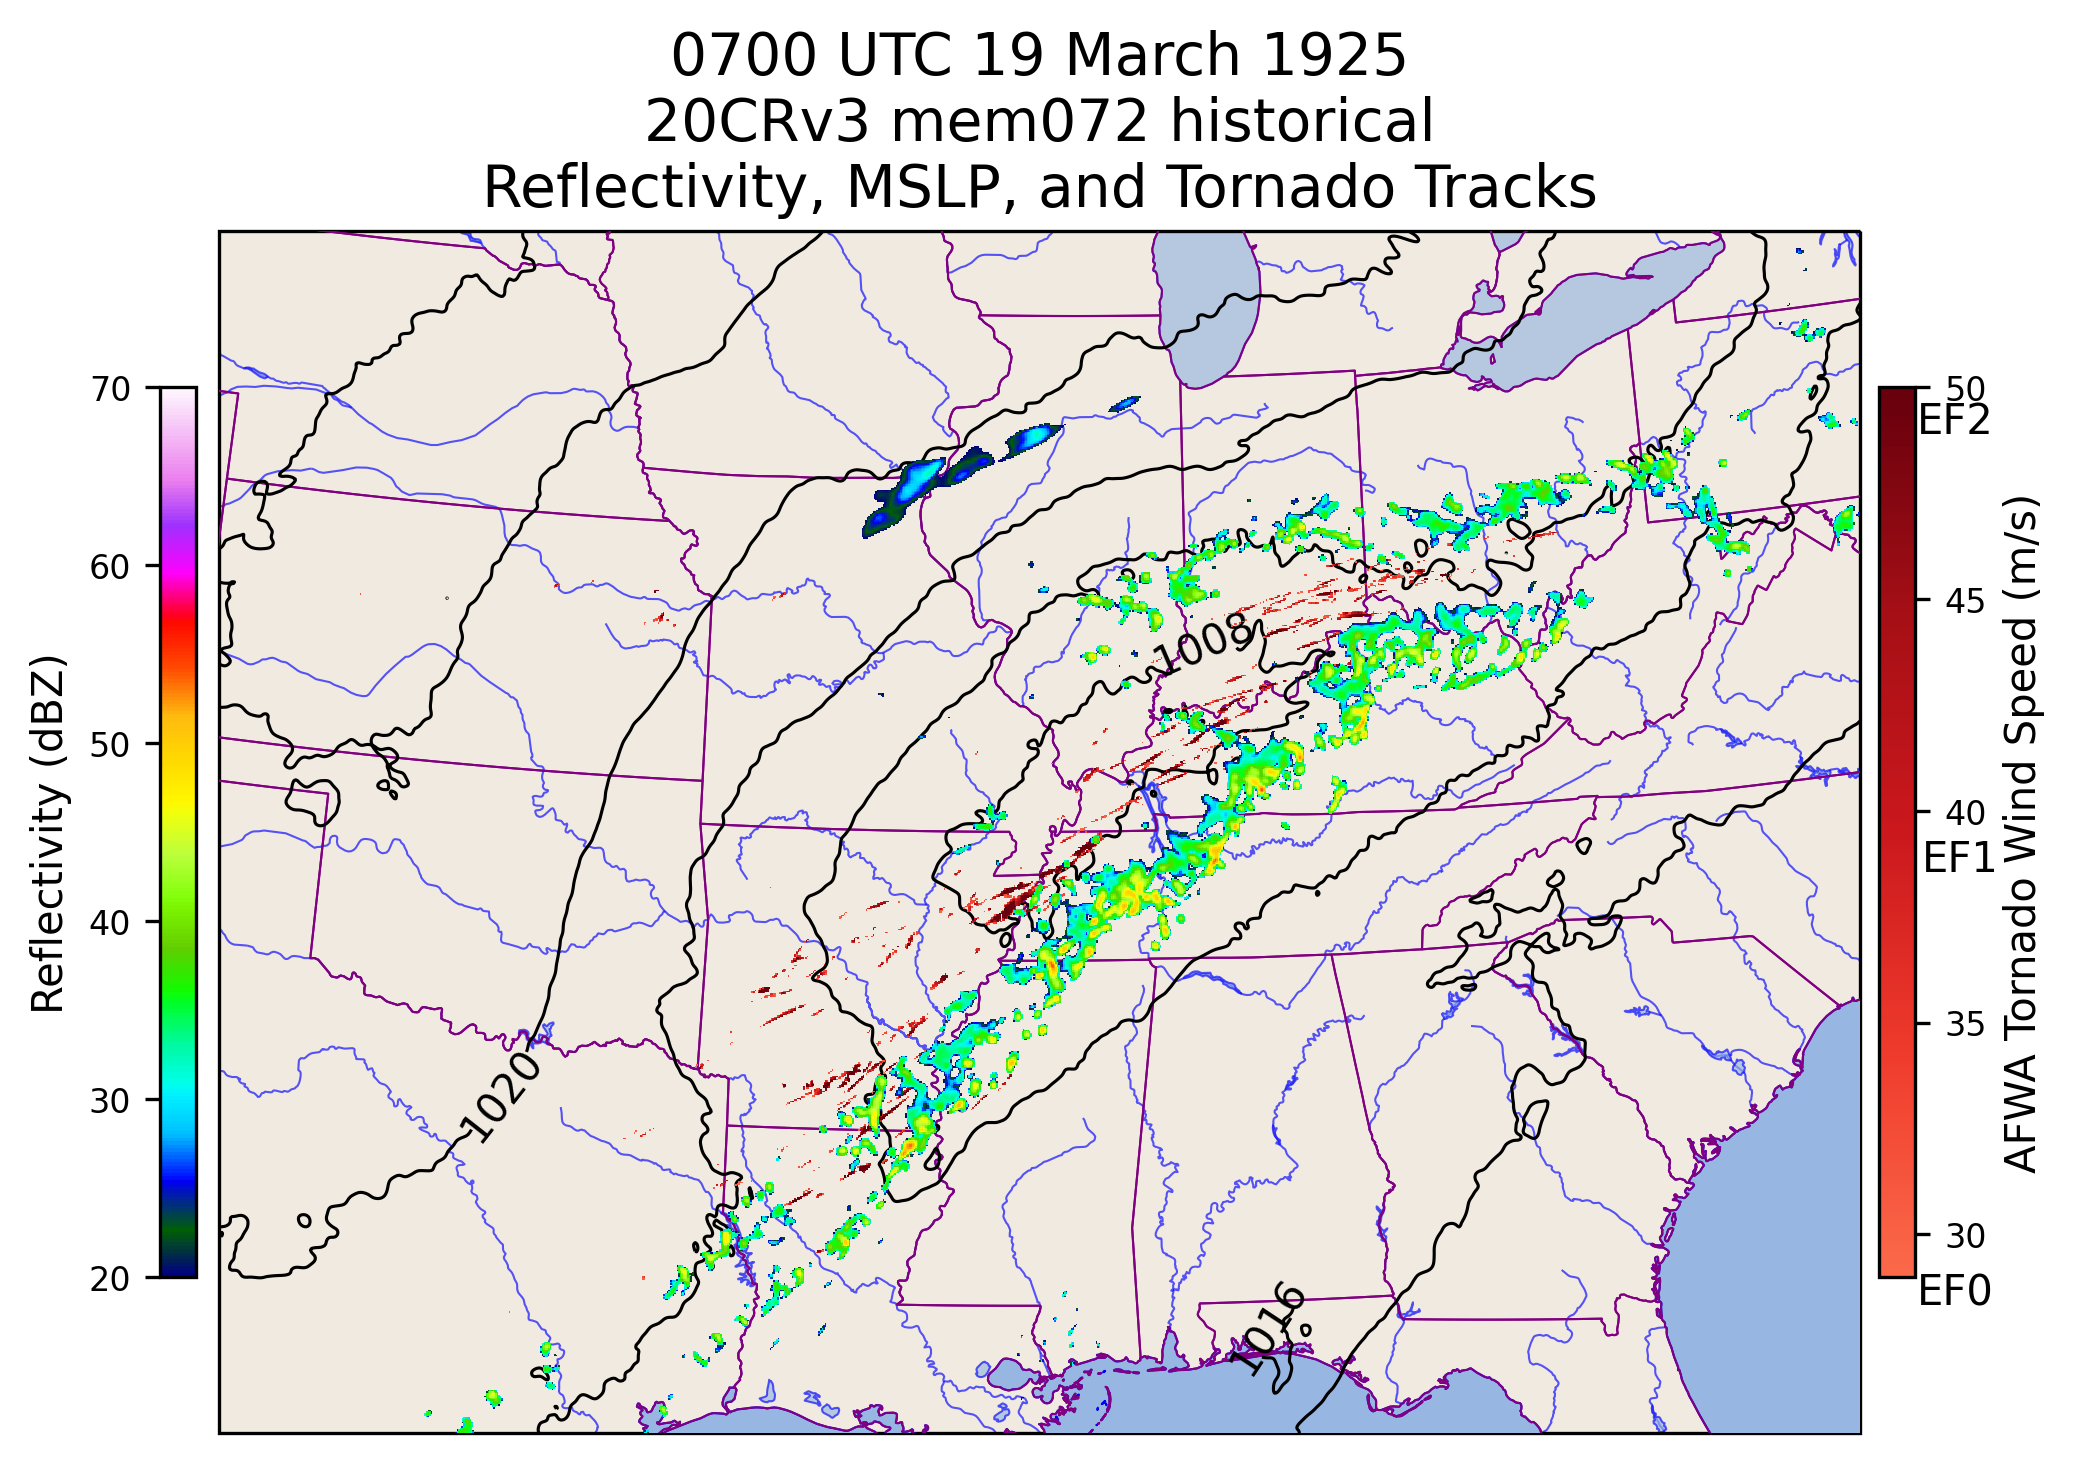 0700 UTC 19 March 1925
20CRv3 mem072 historical
Reflectivity, MSLP, and Tornado Tracks
70
60
50
40
30
20
Reflectivity (dBZ)
1008
1020
1016
50
EF2
45
40
EF1
35
30
EF0
AFWA Tornado Wind Speed (m/s)